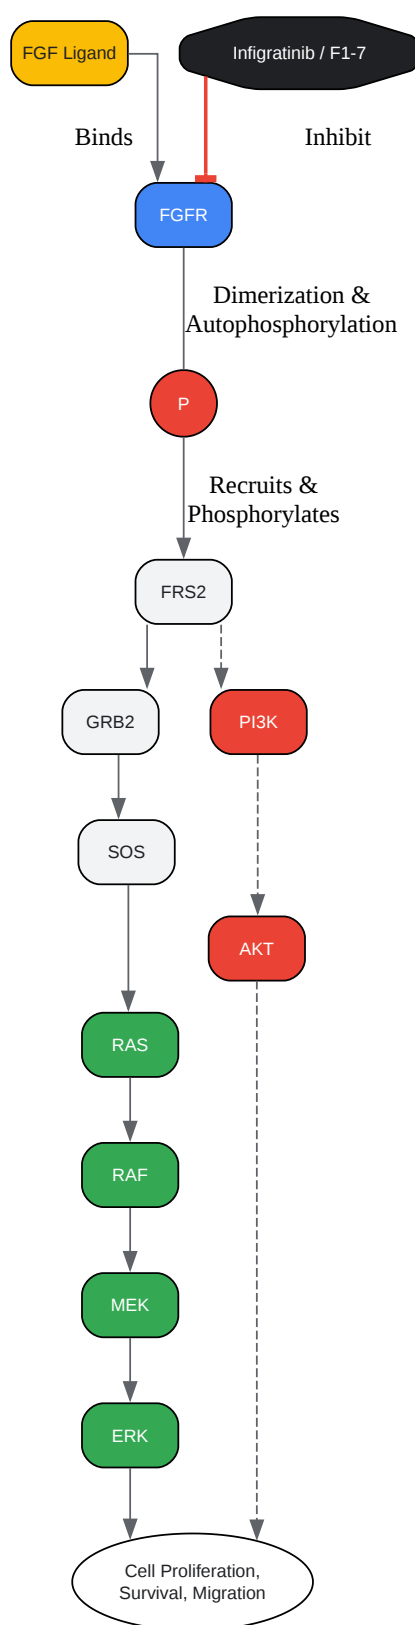 FGF Ligand
Infigratinib / F1-7
Binds
Inhibit
FGFR
Dimerization &
Autophosphorylation
P
Recruits &
Phosphorylates
FRS2
GRB2
PI3K
SOS
AKT
RAS
RAF
MEK
ERK
Cell Proliferation,
Survival, Migration